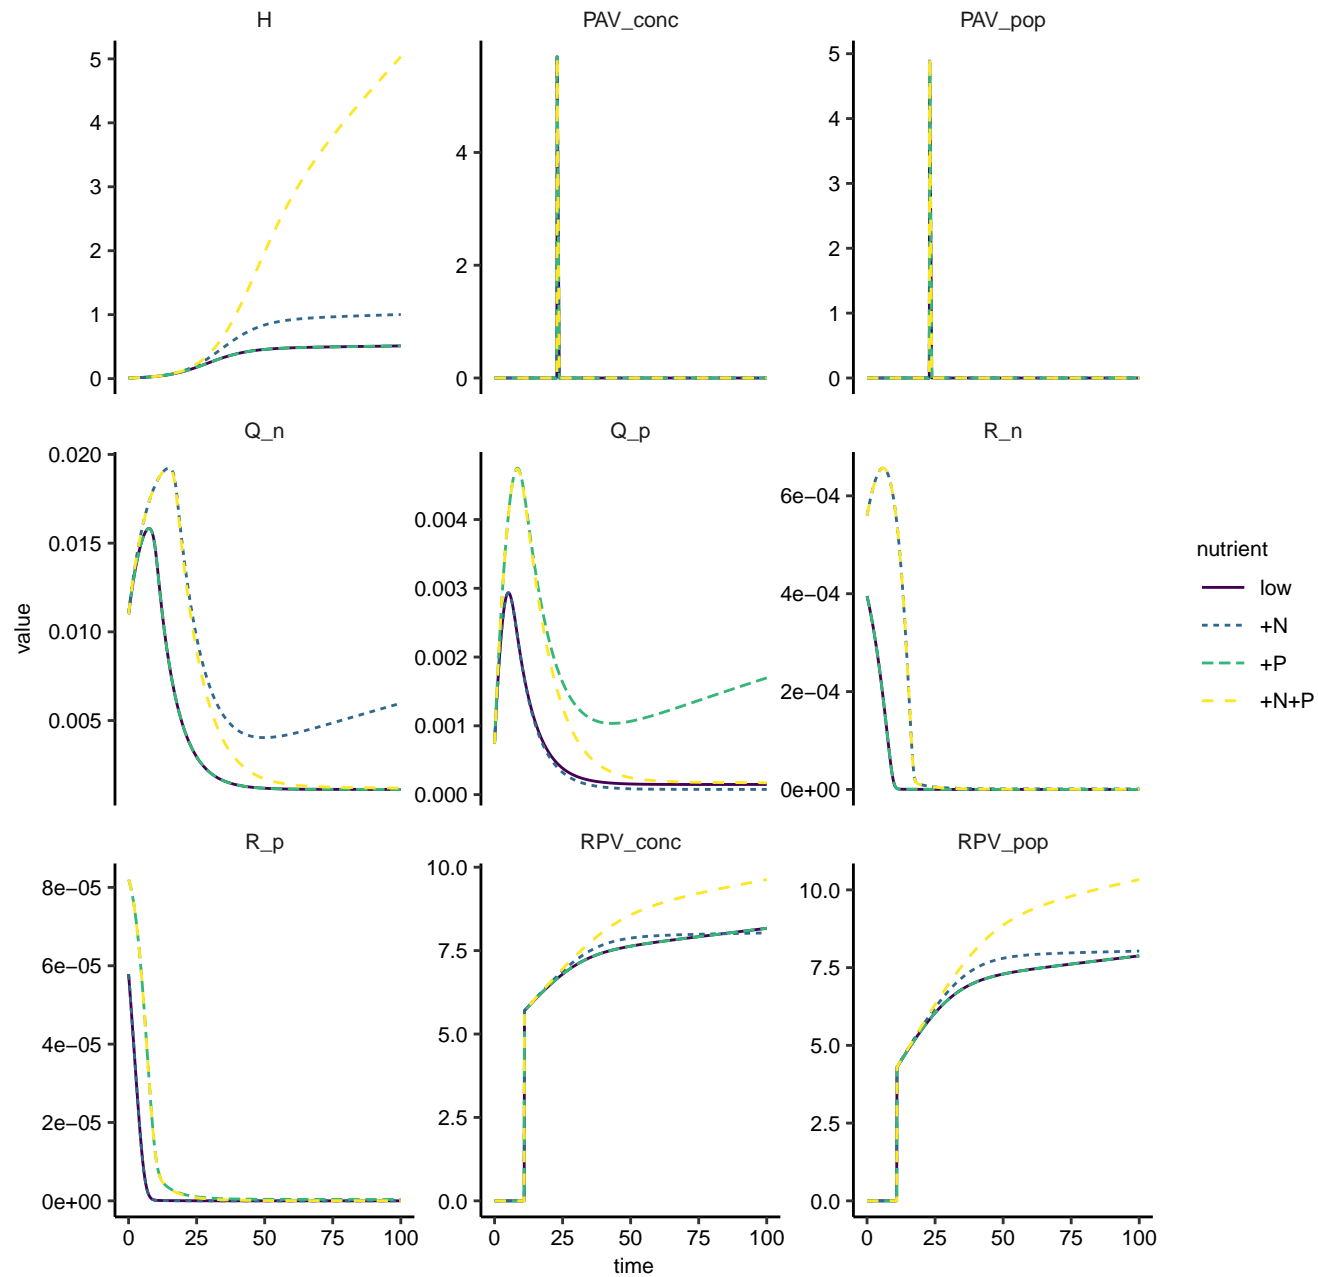 H
PAV_conc
PAV_pop
5
4
3
2
1
0
4
2
0
5
4
3
2
1
0
Q_n
Q_p
R_n
0.020
0.015
0.010
0.005
0.004
0.003
0.002
0.001
0.000
6e−04
4e−04
2e−04
0e+00
R_p
RPV_conc
RPV_pop
8e−05
6e−05
4e−05
2e−05
0e+00
10.0
7.5
5.0
2.5
0.0
10.0
7.5
5.0
2.5
0.0
0 25 50 75 100
0 25 50 75 100
0 25 50 75 100
time
value
nutrient
low
+N
+P
+N+P